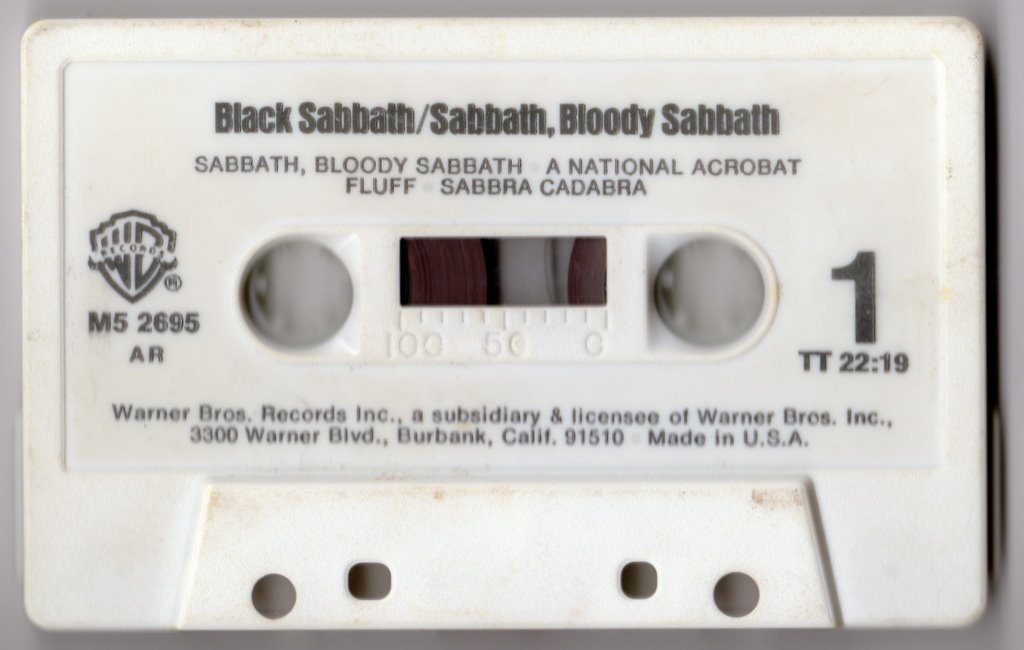 Black Sabbath/Sabbath, Bloody Sabbath
SABBATH, BLOODY SABBATH • A NATIONAL ACROBAT
FLUFF • SABBRA CADABRA
W B
RECORDS
®
M5 2695
AR
100 50 0
1
TT 22:19
Warner Bros. Records Inc., a subsidiary & licensee of Warner Bros. Inc.,
3300 Warner Blvd., Burbank, Calif. 91510 • Made in U.S.A.